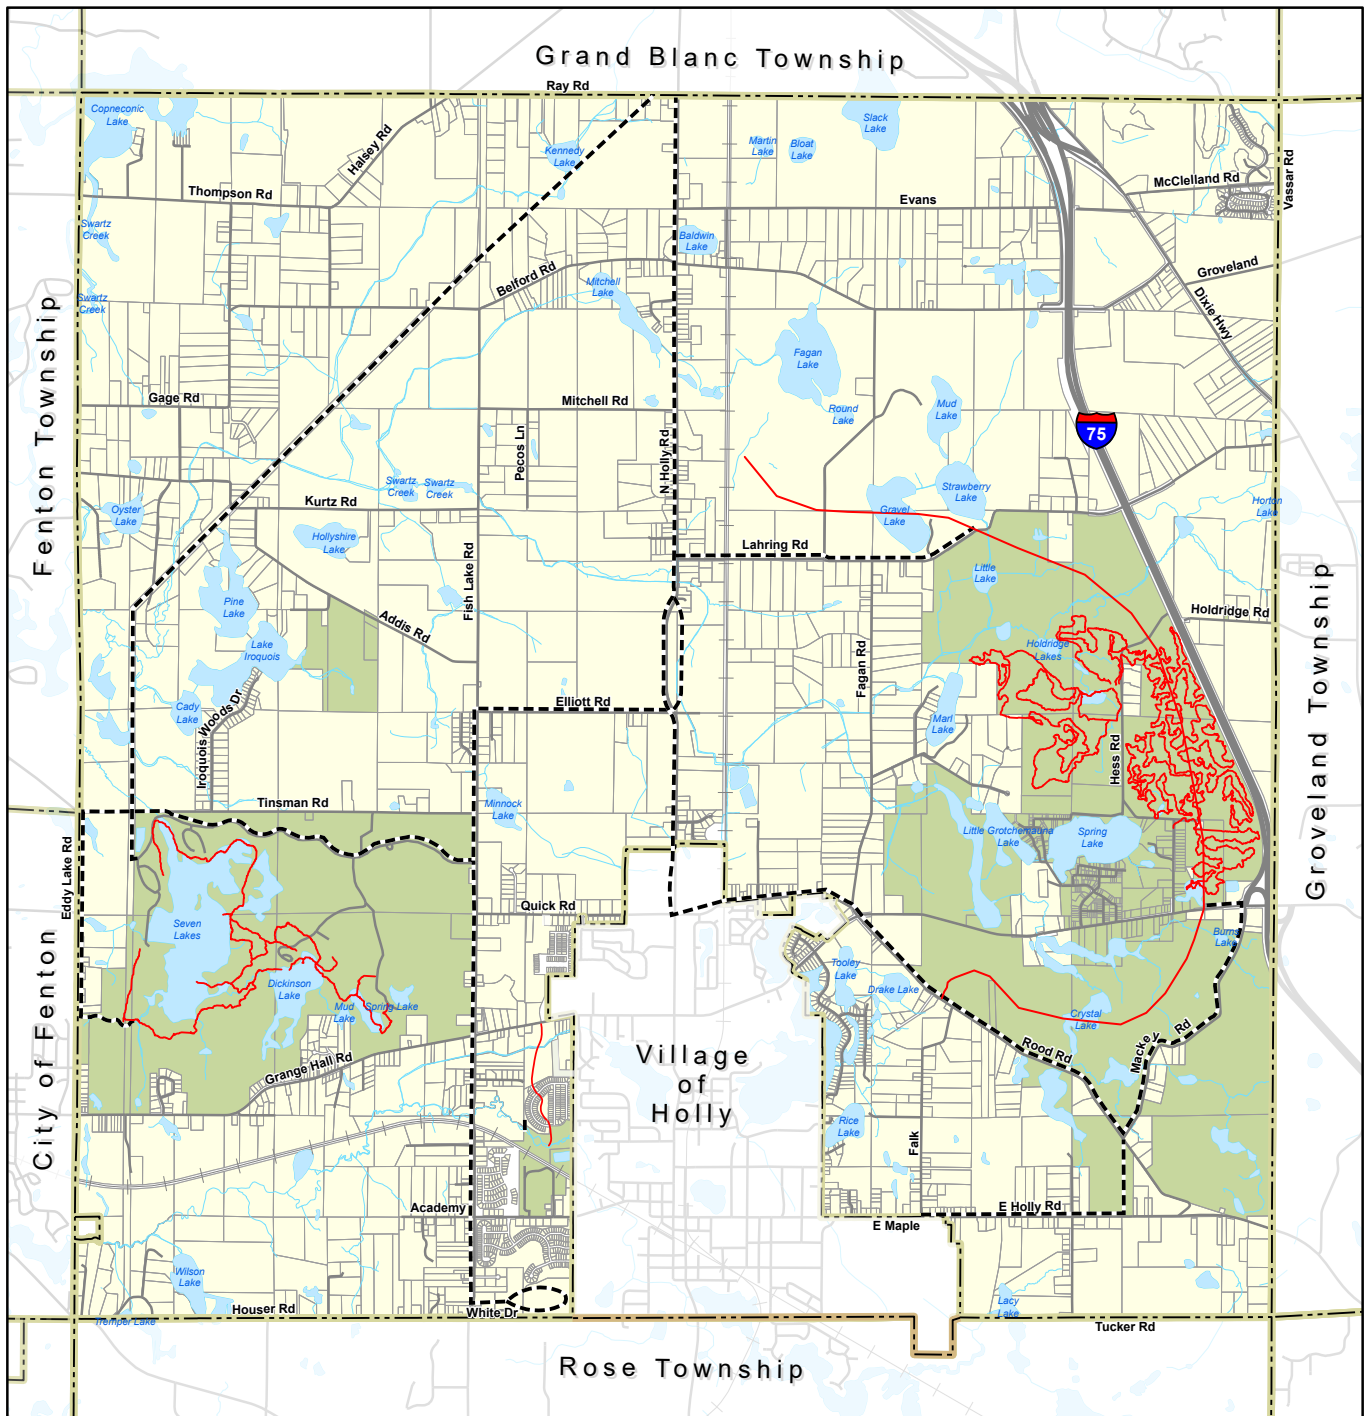 Grand Blanc Township
Ray Rd
Copneconic
Lake
Halsey Rd
Kennedy
Lake
Martin
Lake
Bloat
Lake
Slack
Lake
McClelland Rd
Vassar Rd
Thompson Rd
Evans
Swartz
Creek
Baldwin
Lake
Belford Rd
Mitchell
Lake
Groveland
Dixie Hwy
Swartz
Creek
Fenton Township
Fagan
Lake
Gage Rd
Mitchell Rd
Round
Lake
Mud
Lake
75
Pecos Ln
N Holly Rd
Swartz
Creek
Swartz
Creek
Kurtz Rd
Oyster
Lake
Hollyshire
Lake
Strawberry
Lake
Gravel
Lake
Horton
Lake
Lahring Rd
Little
Lake
Fish Lake Rd
Pine
Lake
Addis Rd
Holdridge Rd
Lake
Iroquois
Holdridge
Lakes
Fagan Rd
Groveland Township
Cady
Lake
Iroquois Woods Dr
Elliott Rd
Marl
Lake
Hess Rd
Tinsman Rd
Minnock
Lake
Little Grotchemauna
Lake
Spring
Lake
Eddy Lake Rd
Quick Rd
Seven
Lakes
Burns
Lake
City of Fenton
Dickinson
Lake
Mud
Lake
Spring Lake
Tooley
Lake
Drake Lake
Crystal
Lake
Mackey Rd
Rood Rd
Grange Hall Rd
Village
of
Holly
Rice
Lake
Falk
Academy
E Holly Rd
E Maple
Wilson
Lake
Houser Rd
White Dr
Tremper Lake
Lacy
Lake
Tucker Rd
Rose Township